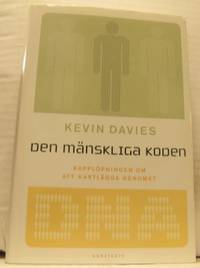 KEVIN DAVIES
DEN MÄNSKLIGA KODEN
KAPPLÖPNINGEN OM
ATT KARTLÄGGA GENOMET
DNA